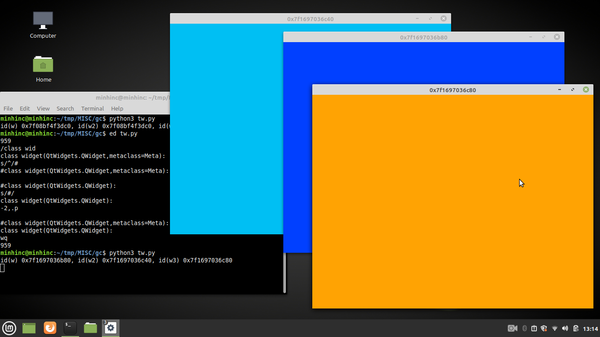 Computer
Home
0x7f1697036c40
0x7f1697036b80
0x7f1697036c80
minhinc@minhinc:~/tmp/MISC/gc
File Edit View Search Terminal
minhinc@minhinc:~/tmp/MISC/gc$ python3 tw.py
id(w) 0x7f08bf4f3dc0, id(w2) 0x7f08bf4f3dc0, id(
minhinc@minhinc:~/tmp/MISC/gc$ ed tw.py
959
/class wid
class widget(QtWidgets.QWidget,metaclass=Meta):
s/^/#
#class widget(QtWidgets.QWidget,metaclass=Meta):

#class widget(QtWidgets.QWidget):
s/#/
class widget(QtWidgets.QWidget):
-2,.p

#class widget(QtWidgets.QWidget,metaclass=Meta):
class widget(QtWidgets.QWidget):
wq
959
minhinc@minhinc:~/tmp/MISC/gc$ python3 tw.py
id(w) 0x7f1697036b80, id(w2) 0x7f1697036c40, id(w3) 0x7f1697036c80
13:14